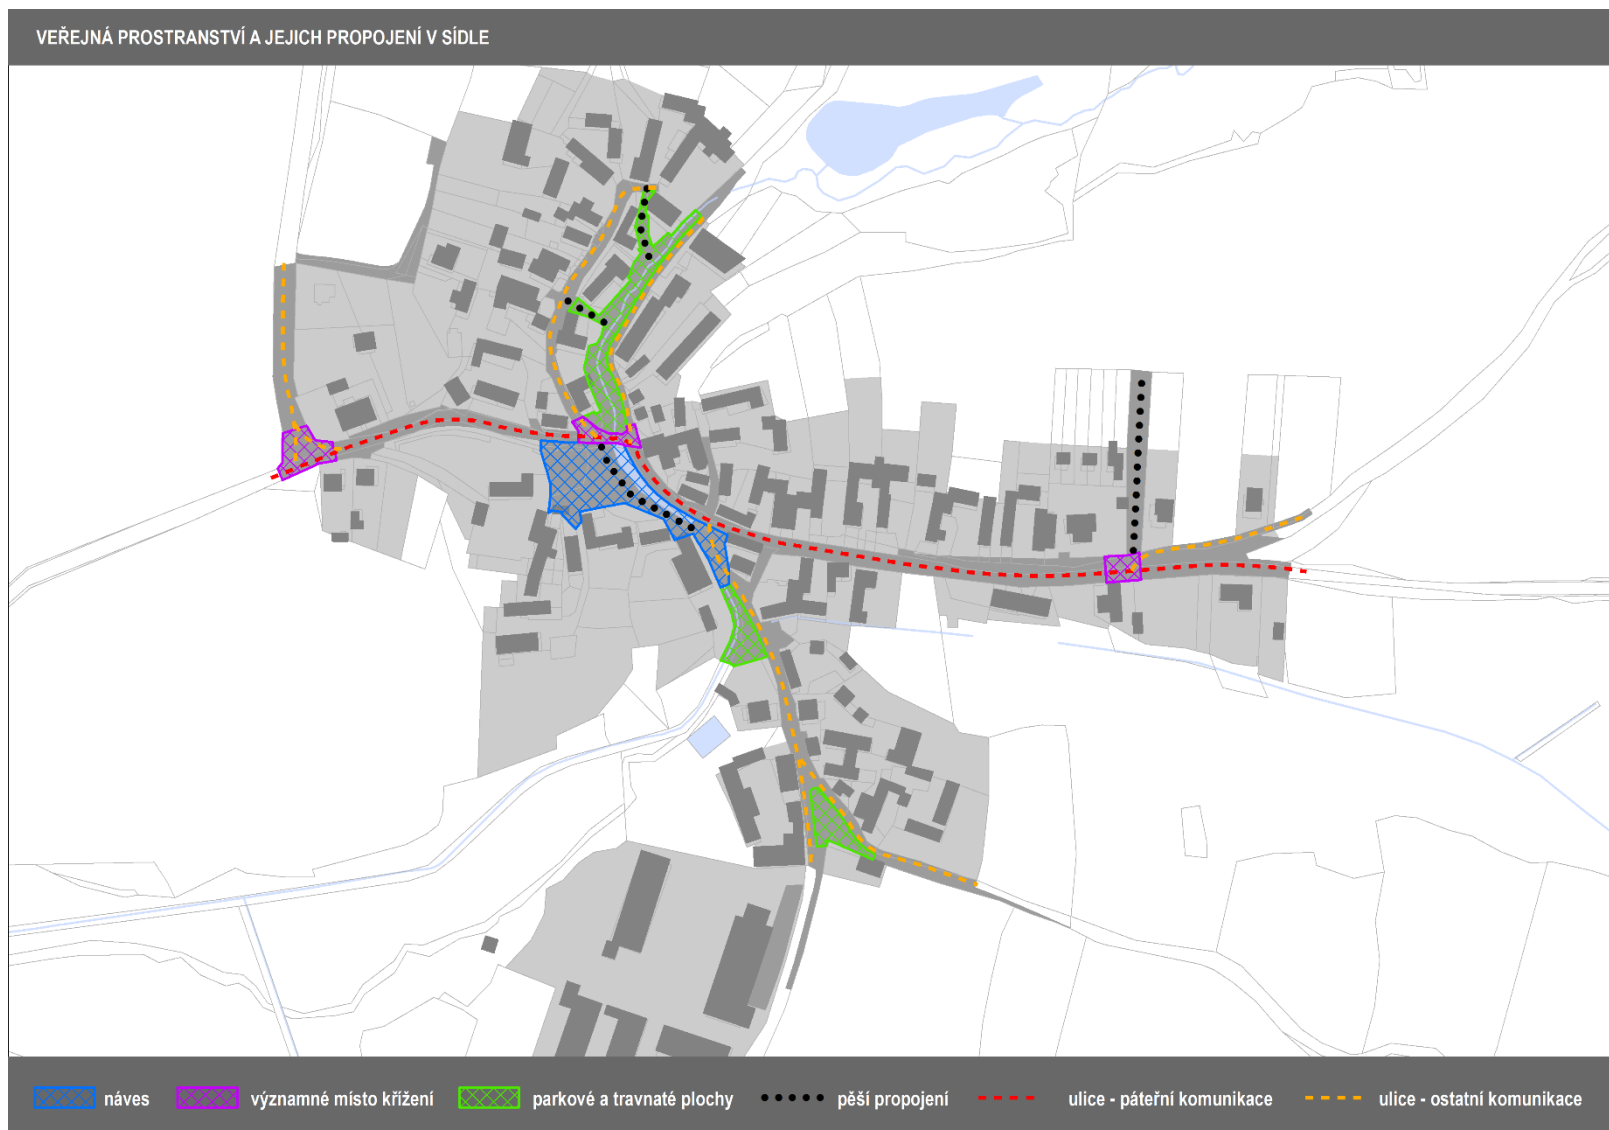 VEŘEJNÁ PROSTRANSTVÍ A JEJICH PROPOJENÍ V SÍDLE
náves
významné místo křížení
parkové a travnaté plochy
pěší propojení
ulice - páteřní komunikace
ulice - ostatní komunikace